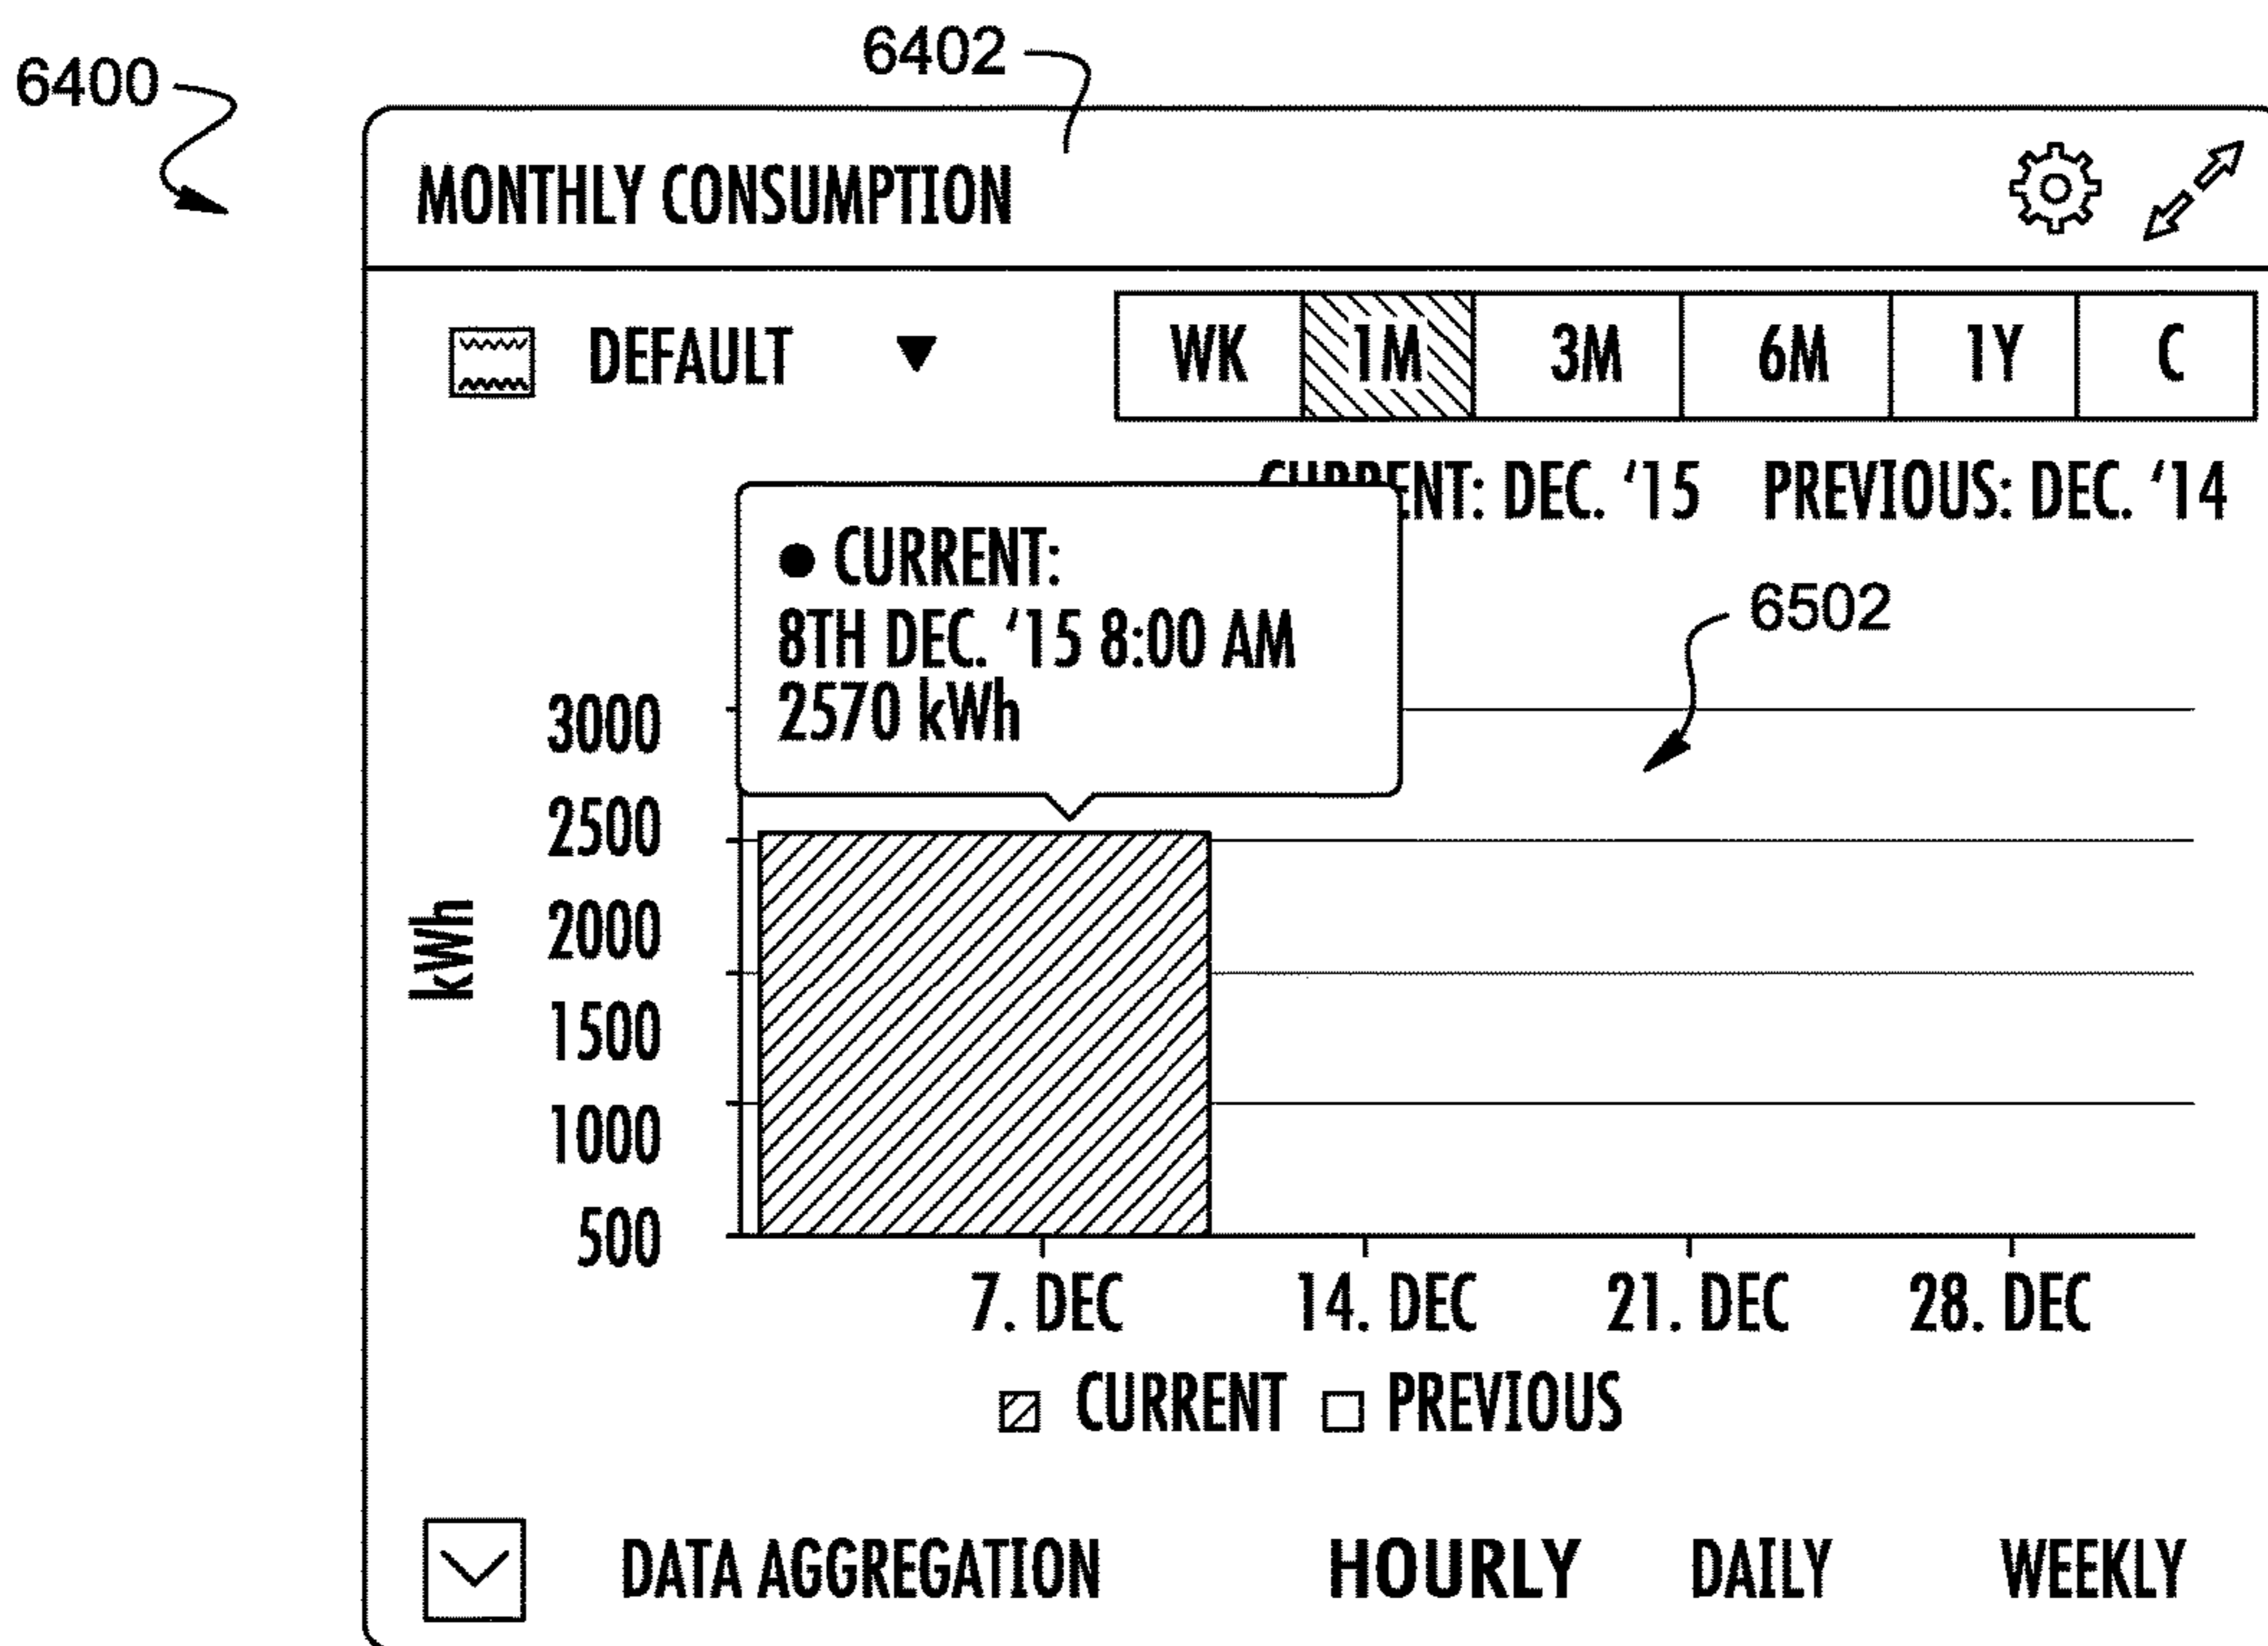 6400
6402
MONTHLY CONSUMPTION
DEFAULT
WK 1M 3M 6M 1Y C
CURRENT: DEC. ‘15 PREVIOUS: DEC. ‘14
● CURRENT:
8TH DEC. ‘15 8:00 AM
2570 kWh
6502
3000
2500
2000
1500
1000
500
kWh
7. DEC 14. DEC 21. DEC 28. DEC
CURRENT PREVIOUS
DATA AGGREGATION HOURLY DAILY WEEKLY